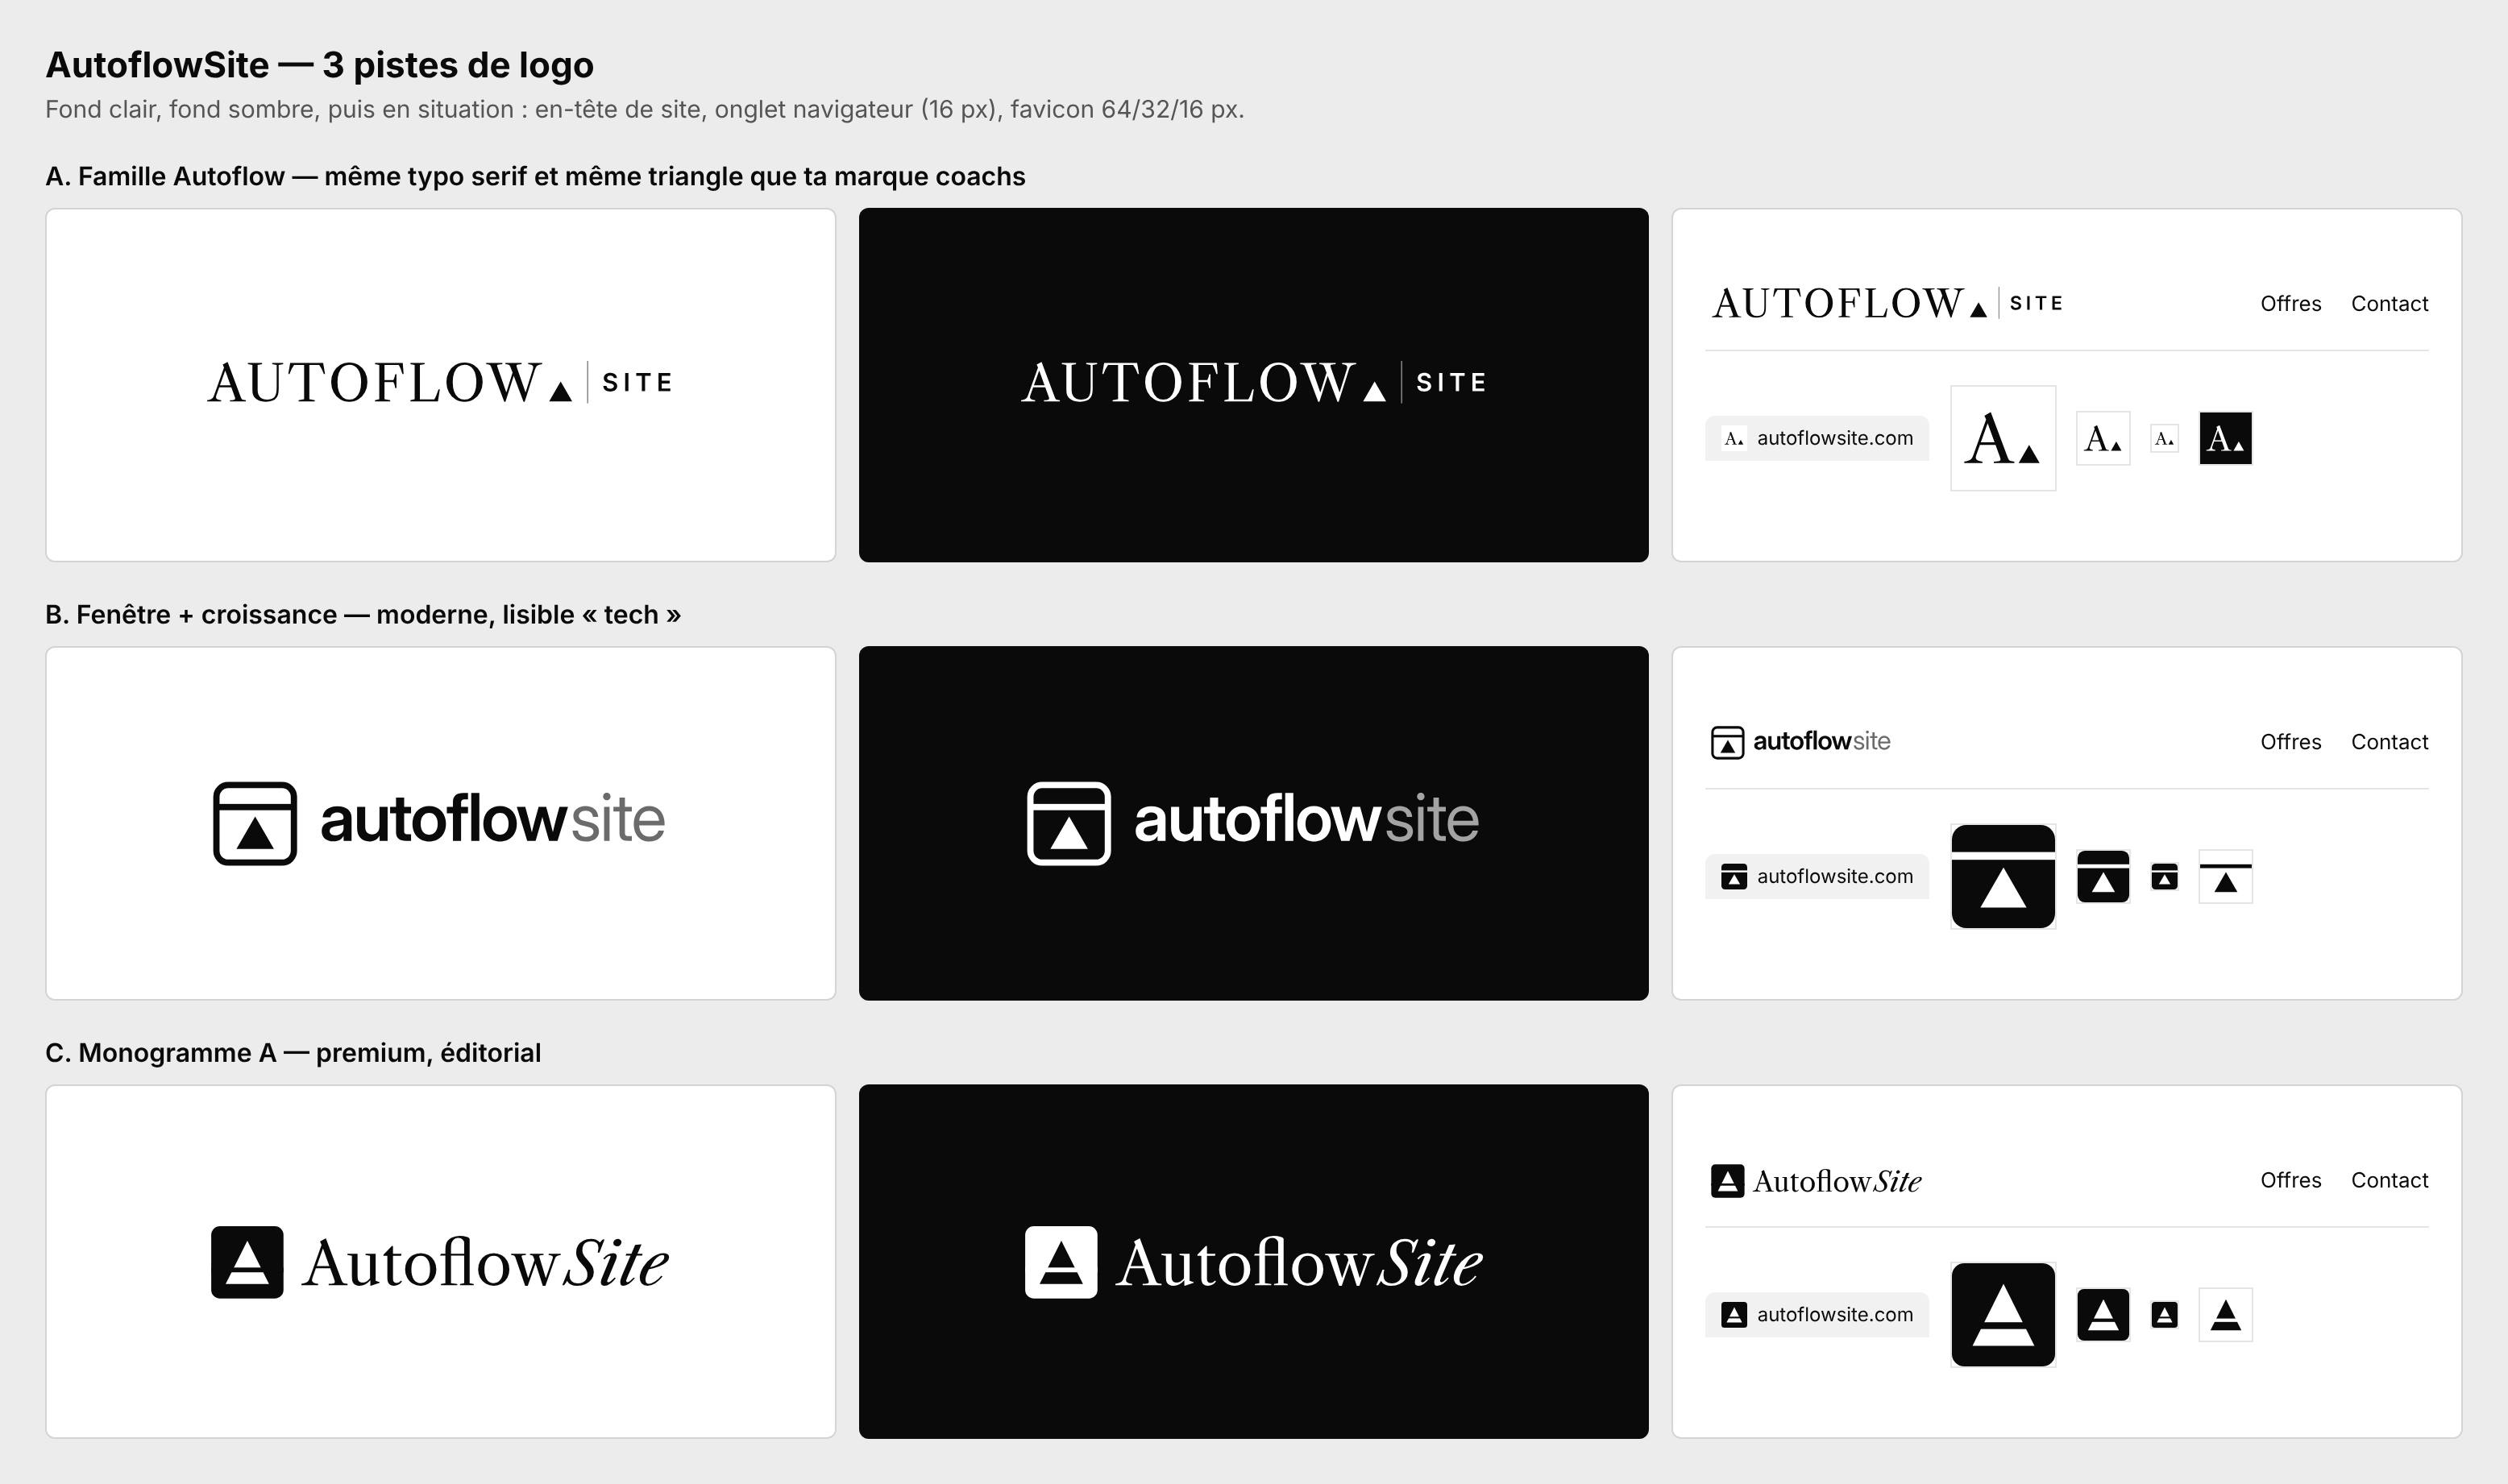 AutoflowSite — 3 pistes de logo
Fond clair, fond sombre, puis en situation : en-tête de site, onglet navigateur (16 px), favicon 64/32/16 px.
A. Famille Autoflow — même typo serif et même triangle que ta marque coachs
AUTOFLOW SITE
AUTOFLOW SITE
AUTOFLOW SITE Offres Contact
A autoflowsite.com A A A A
B. Fenêtre + croissance — moderne, lisible « tech »
autoflowsite
autoflowsite
autoflowsite Offres Contact
autoflowsite.com
C. Monogramme A — premium, éditorial
AutoflowSite
AutoflowSite
AutoflowSite Offres Contact
autoflowsite.com